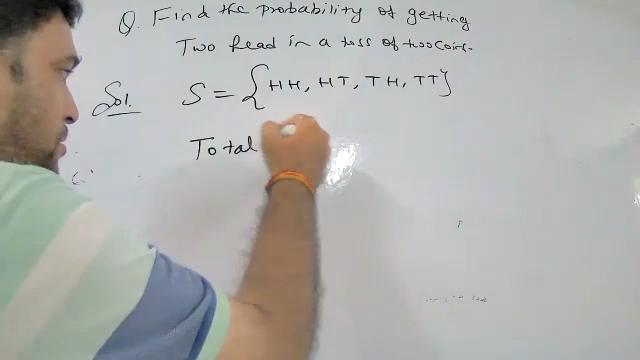 Q. Find the probability of getting
Two head in a toss of two coins.
Sol. S = {HH, HT, TH, TT}
Total